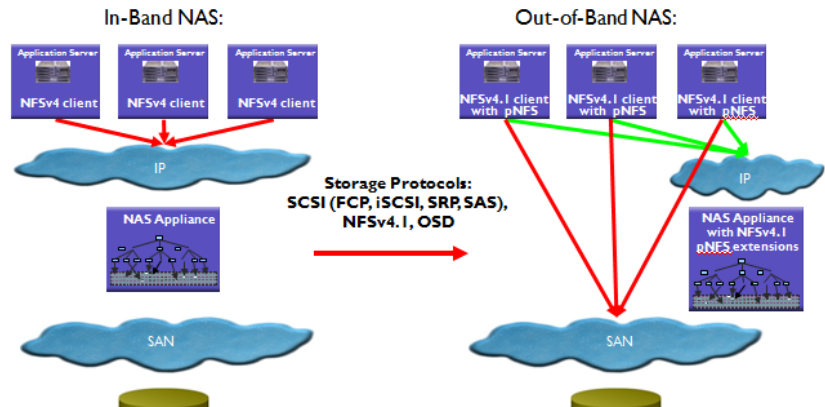 In-Band NAS:
Application Server
NFSv4 client
Application Server
NFSv4 client
Application Server
NFSv4 client
IP
NAS Appliance
SAN
Storage Protocols:
SCSI (FCP, iSCSI, SRP, SAS),
NFSv4.1, OSD
Out-of-Band NAS:
Application Server
NFSv4.1 client
with pNFS
Application Server
NFSv4.1 client
with pNFS
Application Server
NFSv4.1 client
with pNFS
IP
NAS Appliance
with NFSv4.1
pNFS extensions
SAN